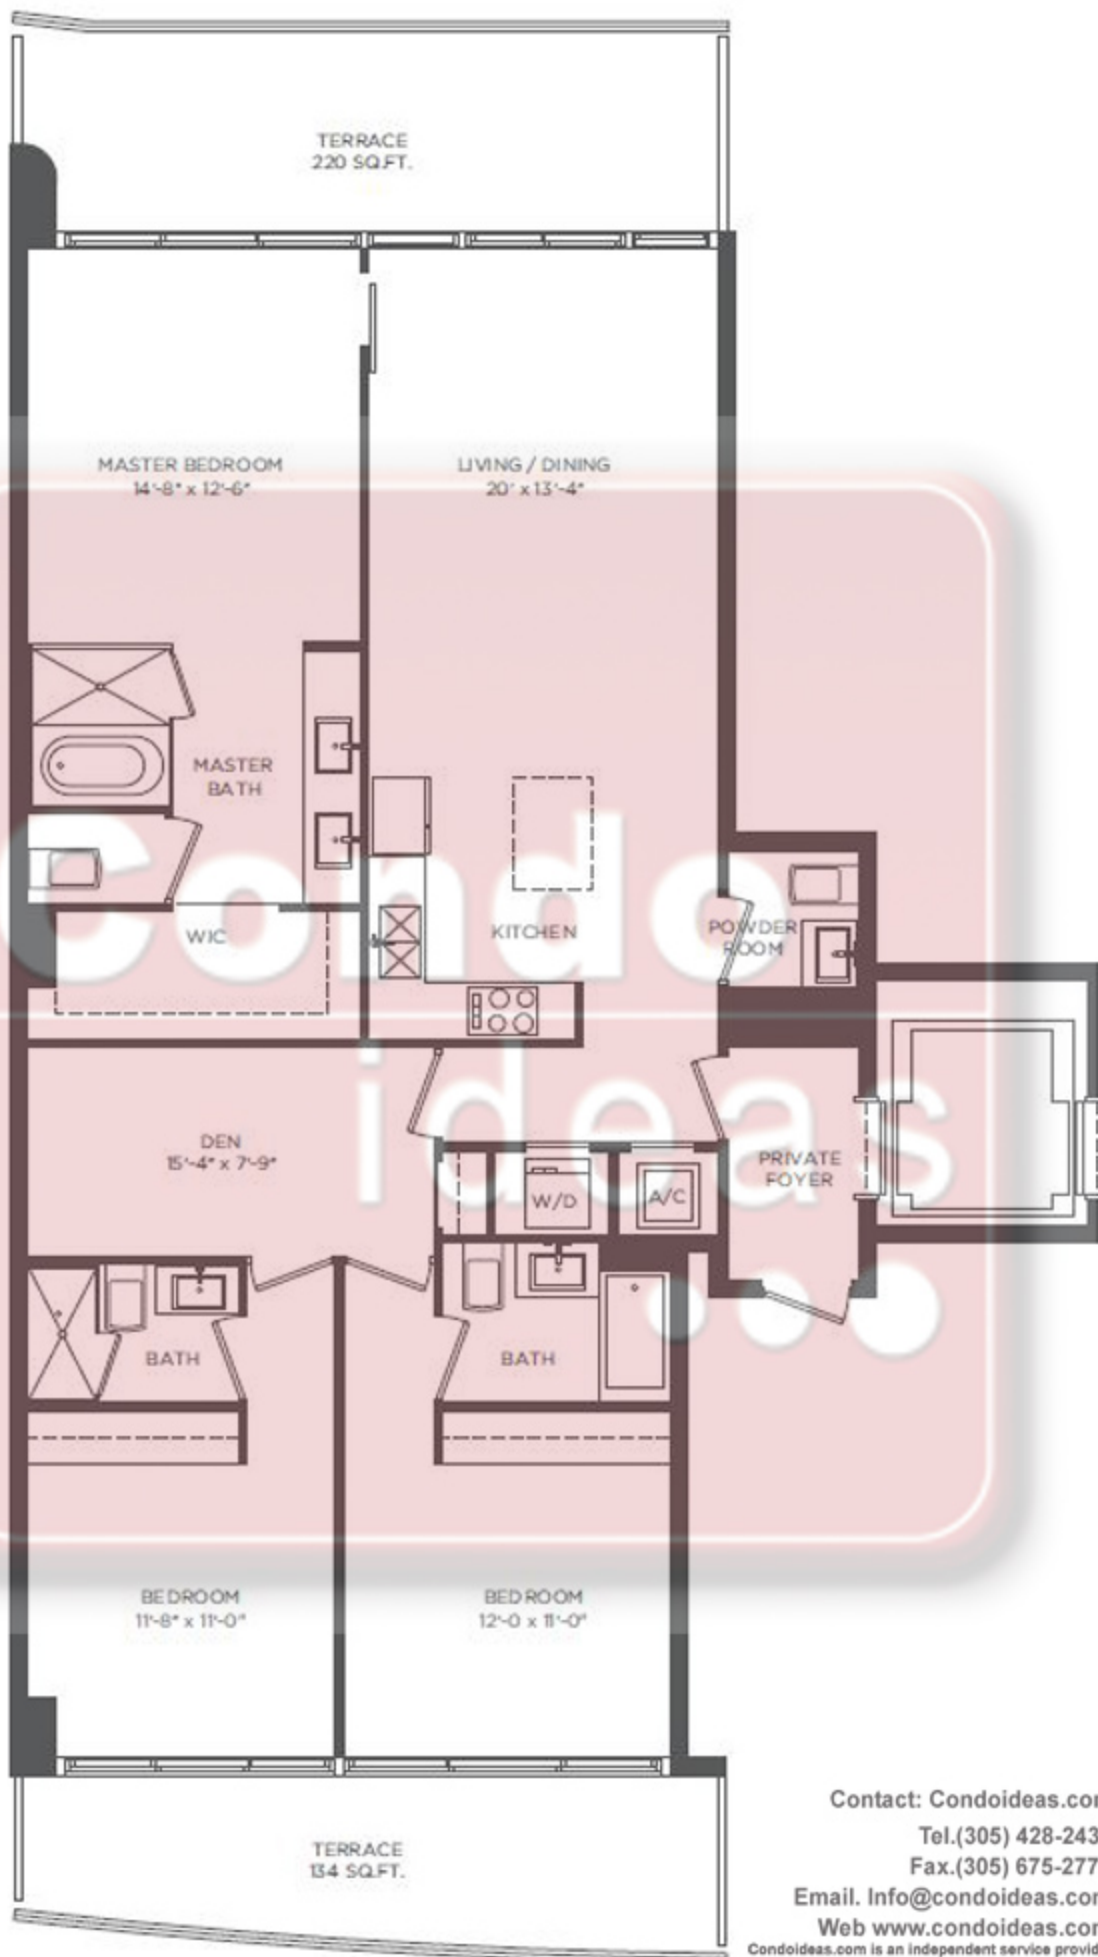 TERRACE
220 SQ.FT.
MASTER BEDROOM
14'-8" x 12'-6"
LIVING / DINING
20' x 13'-4"
MASTER
BATH
Condo
WIC
KITCHEN
POWDER
ROOM
ideas
DEN
15'-4" x 7'-9"
W/D
A/C
PRIVATE
FOYER
BATH
BATH
BEDROOM
11'-8" x 11'-0"
BEDROOM
12'-0 x 11'-0"
TERRACE
134 SQ.FT.
Contact: Condoideas.com
Tel.(305) 428-243
Fax.(305) 675-277
Email. Info@condoideas.com
Web www.condoideas.com
Condoideas.com is an independent service provid